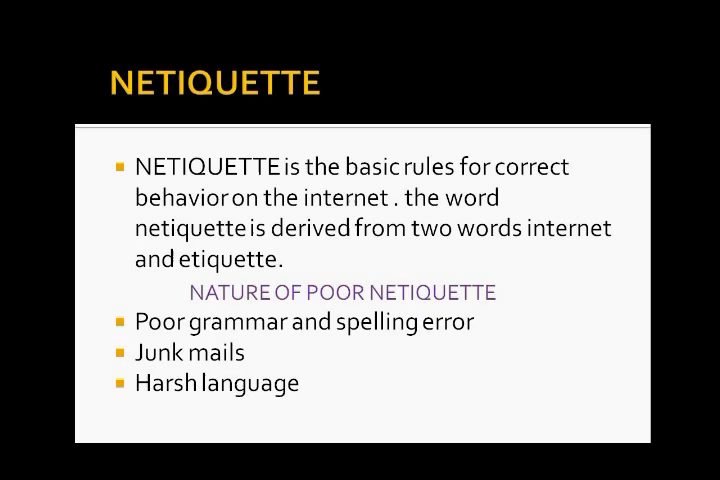 NETIQUETTE
NETIQUETTE is the basic rules for correct
behavior on the internet . the word
netiquette is derived from two words internet
and etiquette.
NATURE OF POOR NETIQUETTE
Poor grammar and spelling error
Junk mails
Harsh language